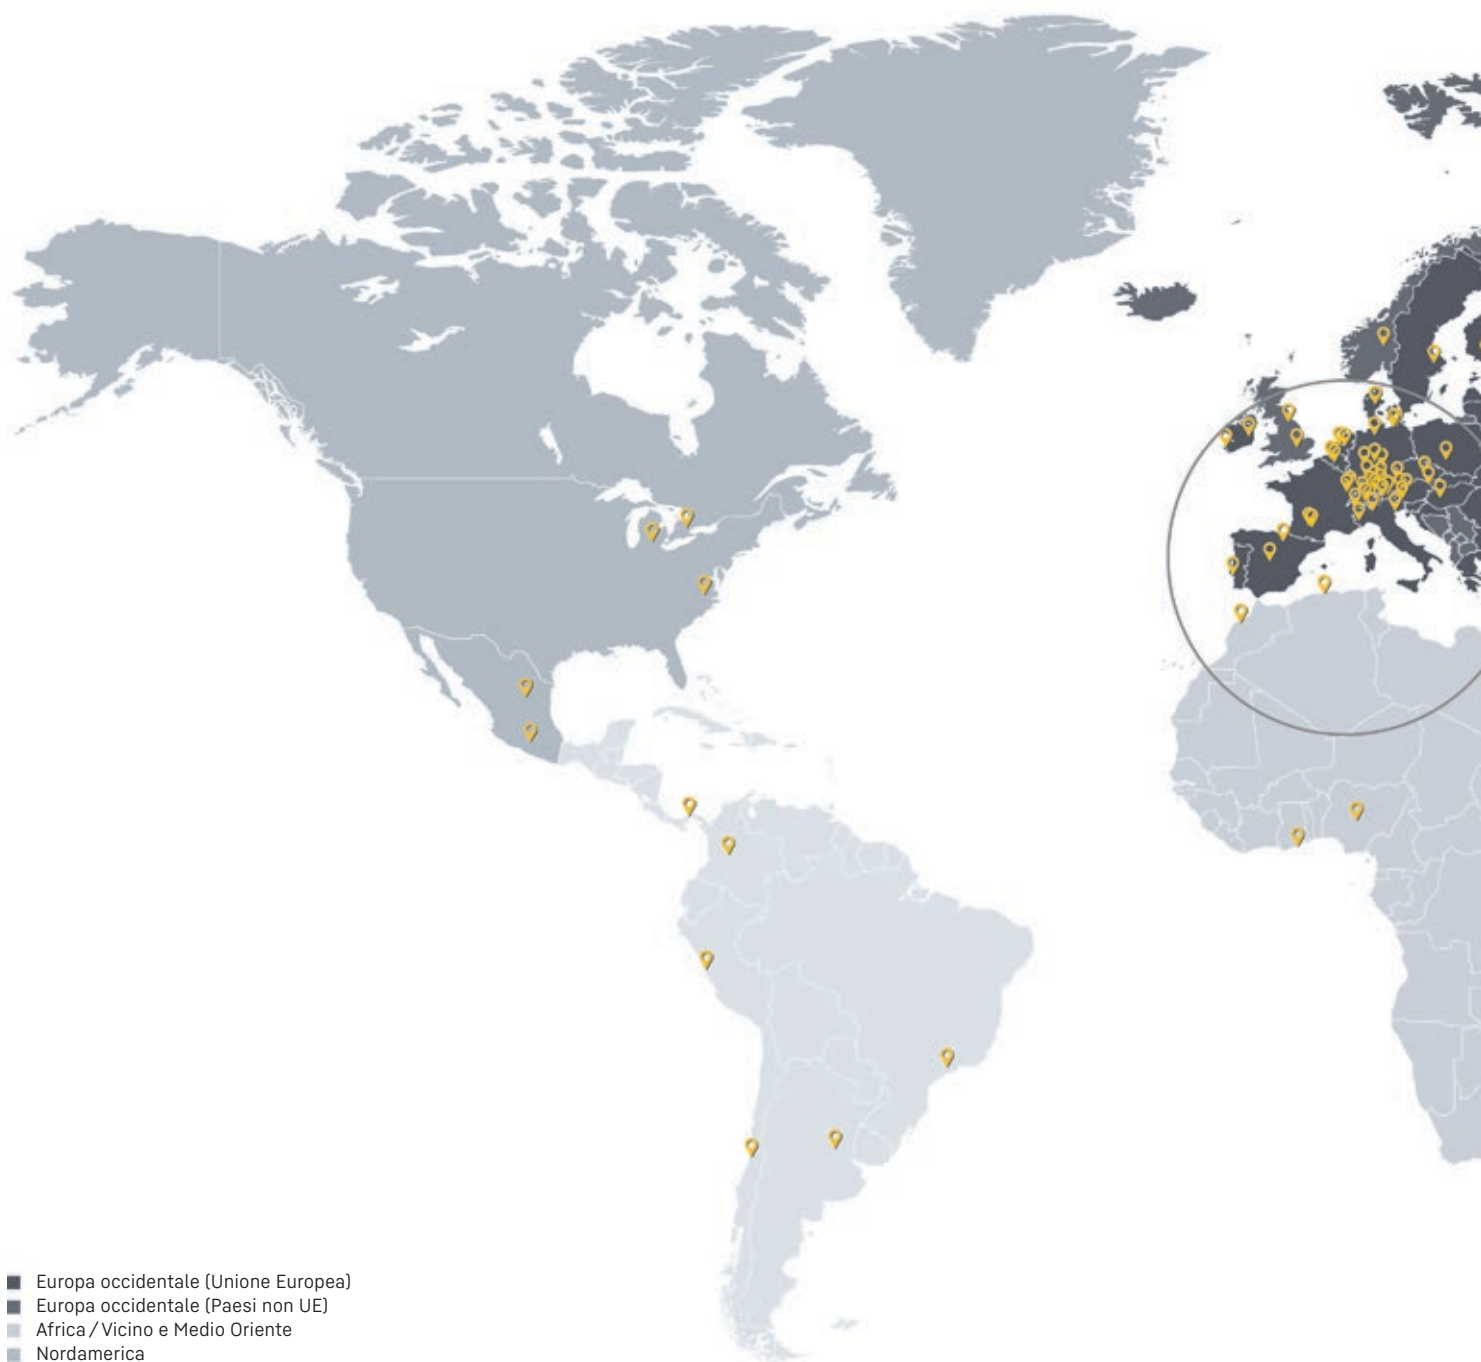 Europa occidentale (Unione Europea)
Europa occidentale (Paesi non UE)
Africa / Vicino e Medio Oriente
Nordamerica